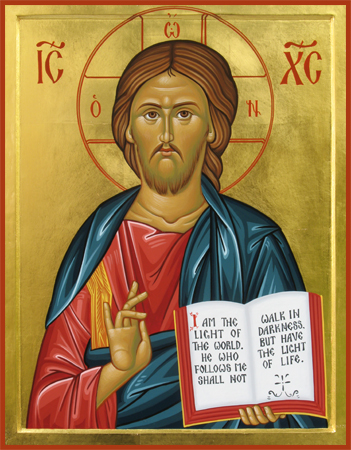 ὢ
IC XC
ὁ N
I AM THE
LIGHT OF
THE WORLD.
HE WHO
FOLLOWS ME
SHALL NOT
WALK IN
DARKNESS.
BUT HAVE
THE LIGHT
OF LIFE.